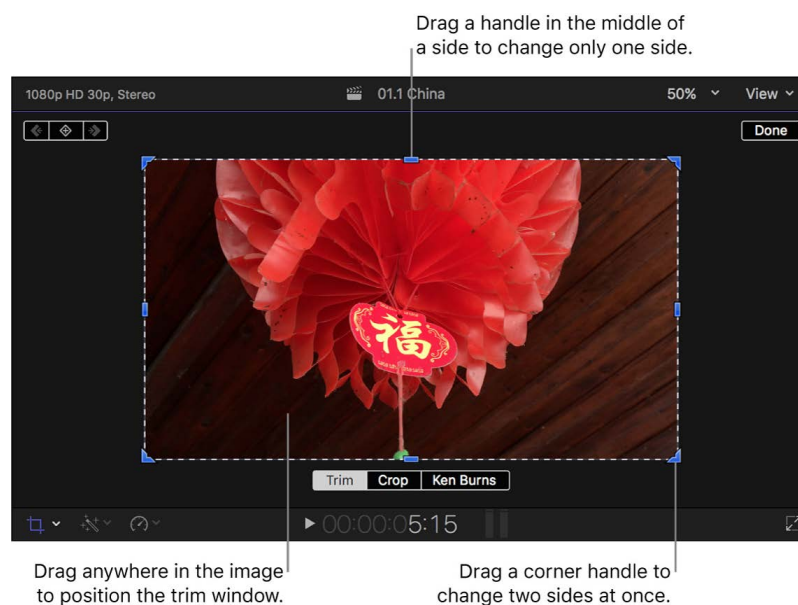 Drag a handle in the middle of
a side to change only one side.
1080p HD 30p, Stereo
01.1 China
50%
View
Done
福
Trim
Crop
Ken Burns
00:00:05:15
Drag anywhere in the image
to position the trim window.
Drag a corner handle to
change two sides at once.